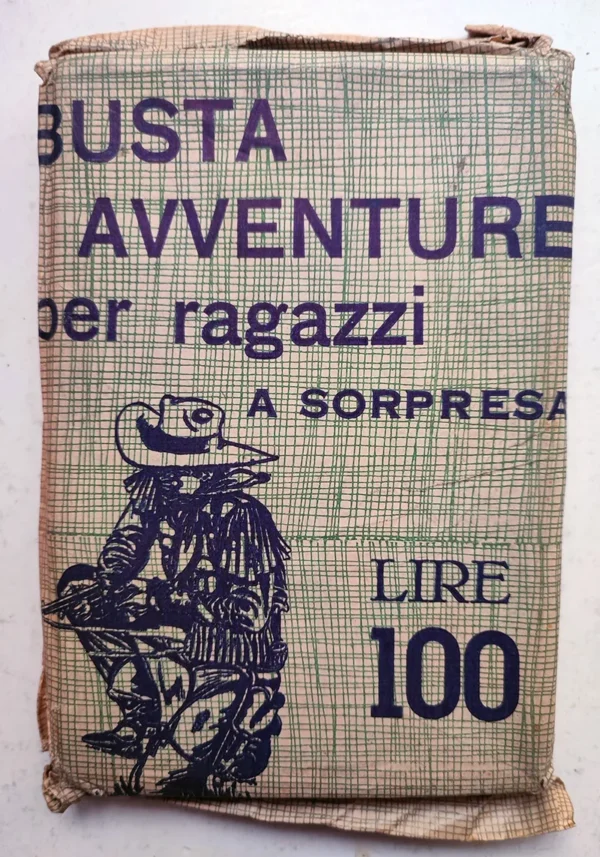 BUSTA
AVVENTURE
per ragazzi
A SORPRESA
LIRE
100